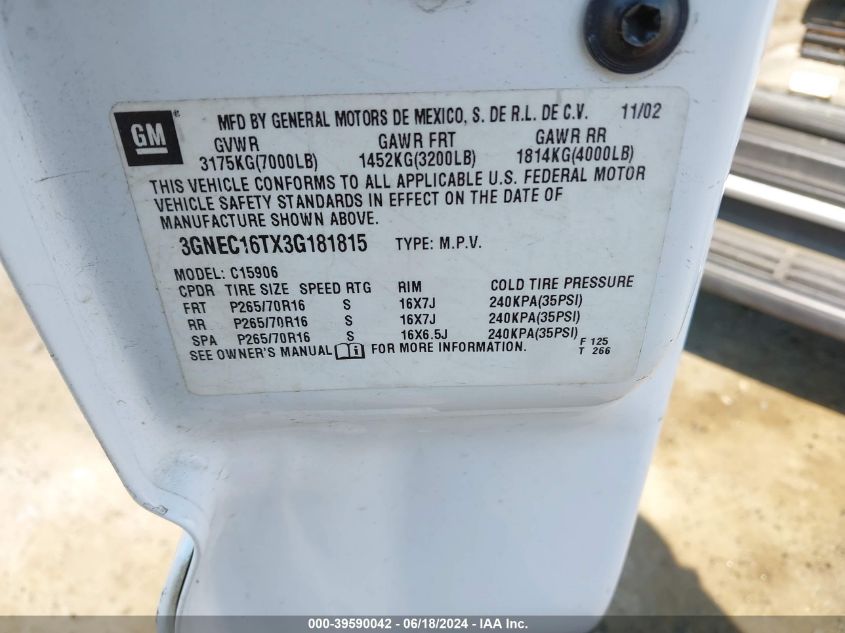 GM ® MFD BY GENERAL MOTORS DE MEXICO, S. DE R.L. DE C.V. 11/02
GVWR GAWR FRT GAWR RR
3175KG(7000LB) 1452KG(3200LB) 1814KG(4000LB)
THIS VEHICLE CONFORMS TO ALL APPLICABLE U.S. FEDERAL MOTOR
VEHICLE SAFETY STANDARDS IN EFFECT ON THE DATE OF
MANUFACTURE SHOWN ABOVE.
3GNEC16TX3G181815 TYPE: M.P.V.
MODEL: C15906
CPDR TIRE SIZE SPEED RTG RIM COLD TIRE PRESSURE
FRT P265/70R16 S 16X7J 240KPA(35PSI)
RR P265/70R16 S 16X7J 240KPA(35PSI)
SPA P265/70R16 S 16X6.5J 240KPA(35PSI)
SEE OWNER'S MANUAL FOR MORE INFORMATION. F 125
T 266
000-39590042 - 06/18/2024 - IAA Inc.